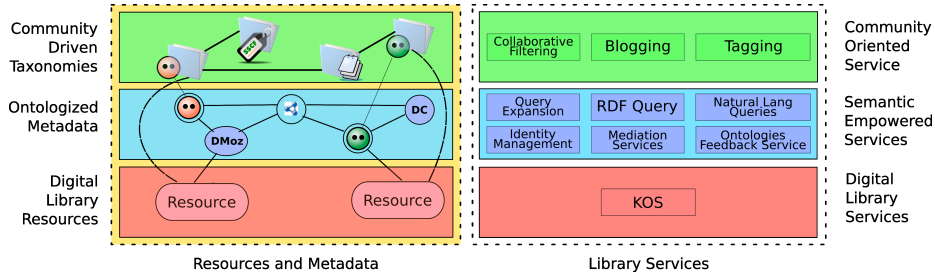 Community
Driven
Taxonomies
SSCF
Collaborative
Filtering
Blogging
Tagging
Community
Oriented
Service
Ontologized
Metadata
DMoz
DC
Query
Expansion
RDF Query
Natural Lang
Queries
Identity
Management
Mediation
Services
Ontologies
Feedback Service
Semantic
Empowered
Services
Digital
Library
Resources
Resource
Resource
KOS
Digital
Library
Services
Resources and Metadata
Library Services